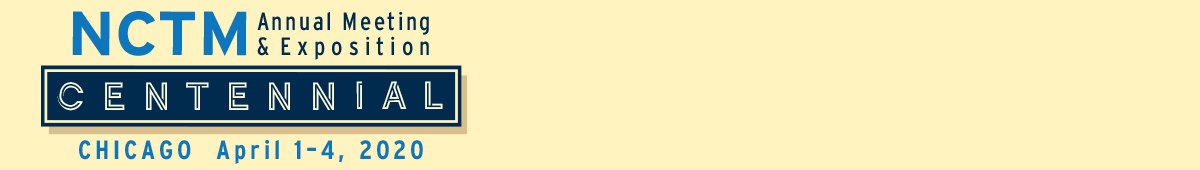 NCTM Annual Meeting
& Exposition
CENTENNIAL
CHICAGO April 1–4, 2020